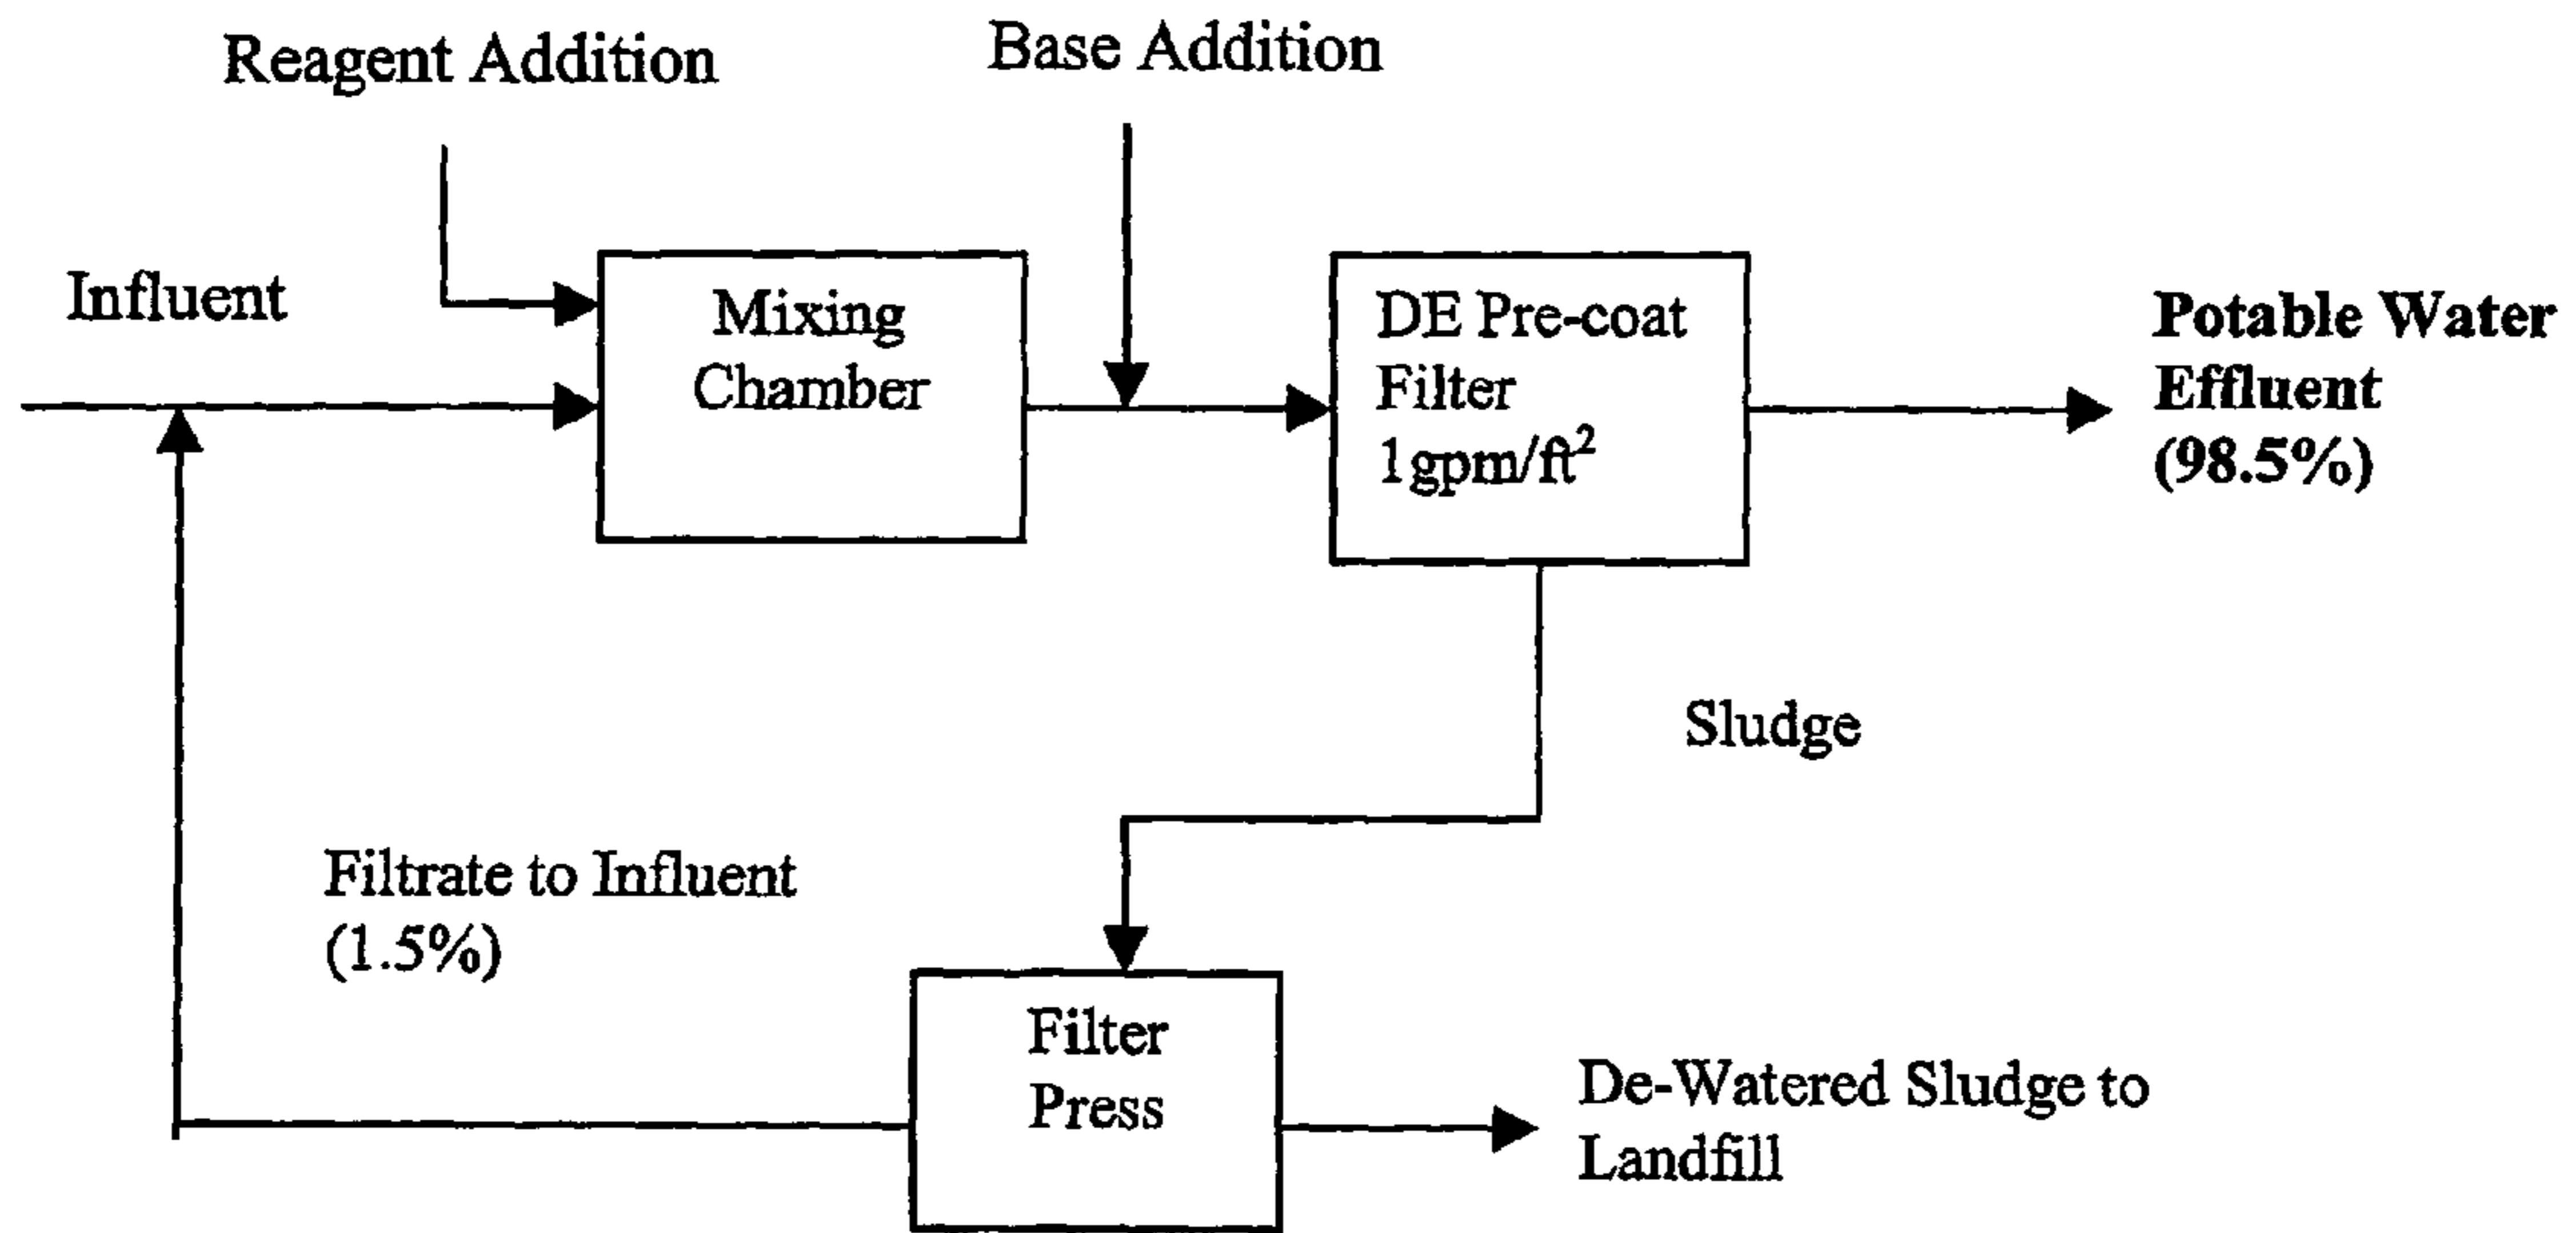 Reagent Addition
Base Addition
Influent
Mixing
Chamber
DE Pre-coat
Filter
1gpm/ft²
Potable Water
Effluent
(98.5%)
Sludge
Filtrate to Influent
(1.5%)
Filter
Press
De-Watered Sludge to
Landfill